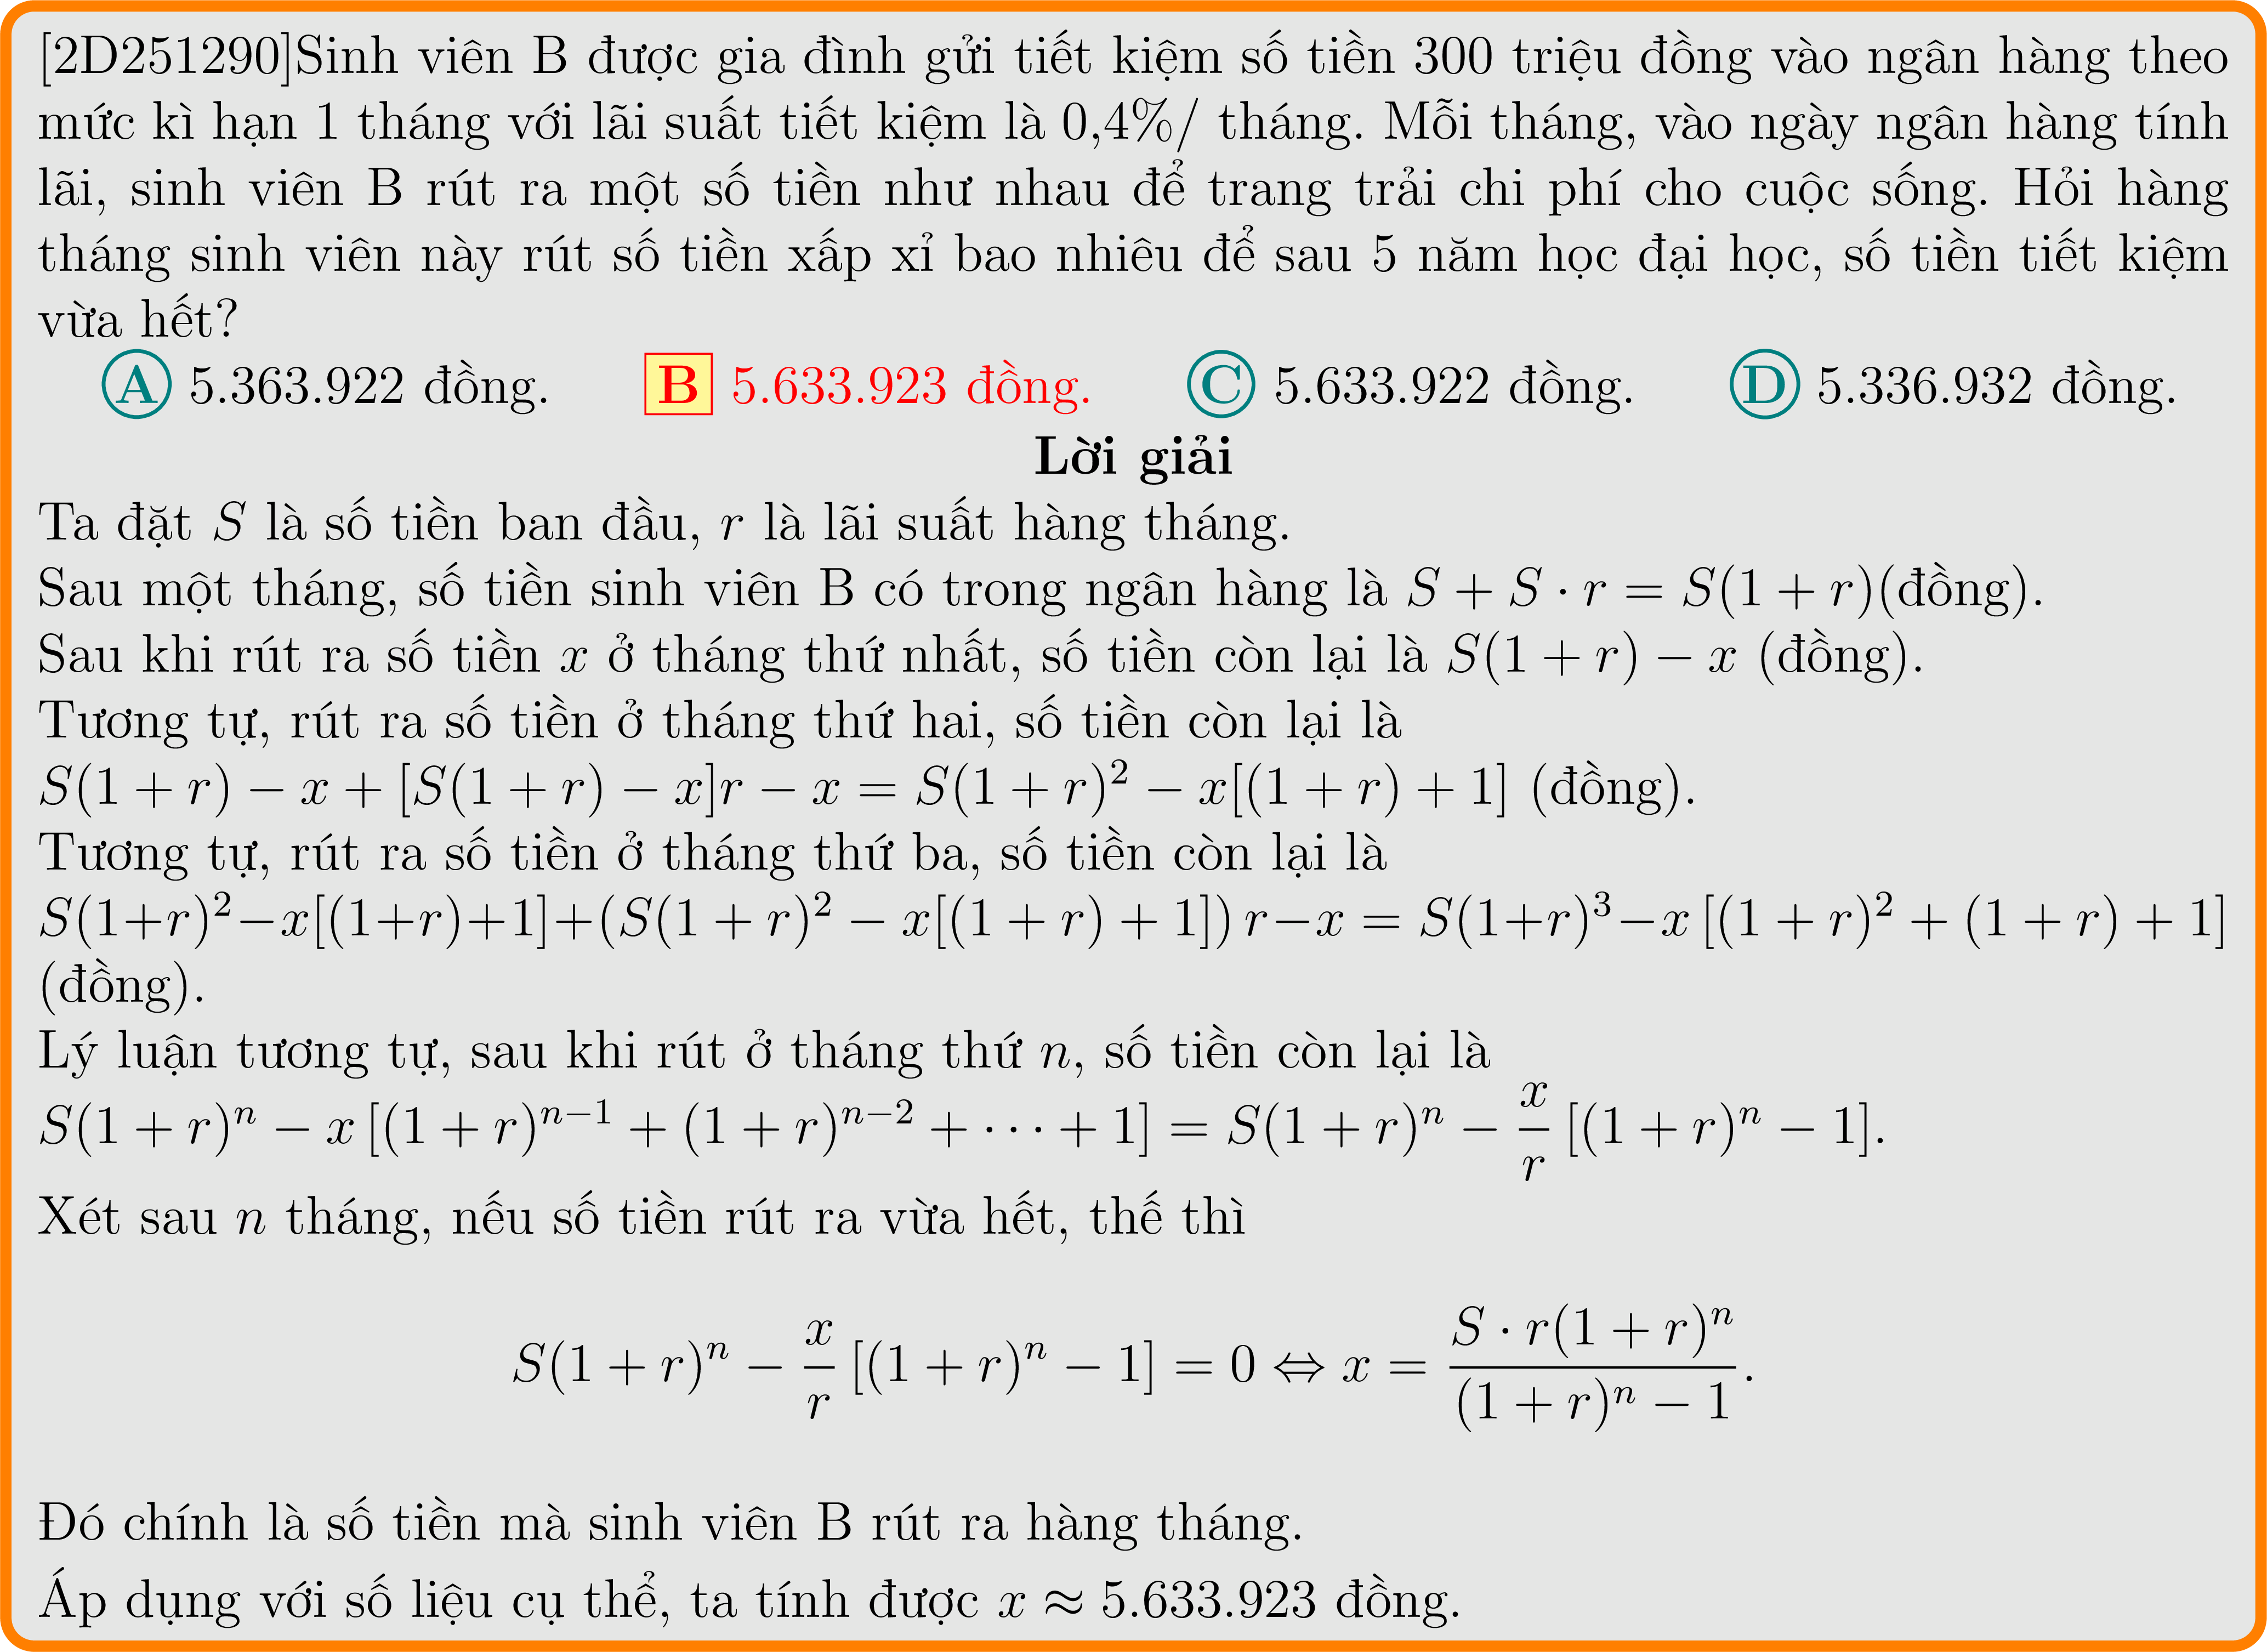 [2D251290]Sinh viên B được gia đình gửi tiết kiệm số tiền 300 triệu đồng vào ngân hàng theo
mức kì hạn 1 tháng với lãi suất tiết kiệm là 0,4%/ tháng. Mỗi tháng, vào ngày ngân hàng tính
lãi, sinh viên B rút ra một số tiền như nhau để trang trải chi phí cho cuộc sống. Hỏi hàng
tháng sinh viên này rút số tiền xấp xỉ bao nhiêu để sau 5 năm học đại học, số tiền tiết kiệm
vừa hết?
A 5.363.922 đồng. B 5.633.923 đồng. C 5.633.922 đồng. D 5.336.932 đồng.
Lời giải
Ta đặt $S$ là số tiền ban đầu, $r$ là lãi suất hàng tháng.
Sau một tháng, số tiền sinh viên B có trong ngân hàng là $S + S \cdot r = S(1 + r)$(đồng).
Sau khi rút ra số tiền $x$ ở tháng thứ nhất, số tiền còn lại là $S(1 + r) - x$ (đồng).
Tương tự, rút ra số tiền ở tháng thứ hai, số tiền còn lại là
$S(1 + r) - x + [S(1 + r) - x]r - x = S(1 + r)^2 - x[(1 + r) + 1]$ (đồng).
Tương tự, rút ra số tiền ở tháng thứ ba, số tiền còn lại là
$S(1+r)^2-x[(1+r)+1]+(S(1 + r)^2 - x[(1 + r) + 1]) r-x = S(1+r)^3-x [(1 + r)^2 + (1 + r) + 1]$
(đồng).
Lý luận tương tự, sau khi rút ở tháng thứ $n$, số tiền còn lại là
$S(1 + r)^n - x [(1 + r)^{n-1} + (1 + r)^{n-2} + \cdots + 1] = S(1 + r)^n - \frac{x}{r} [(1 + r)^n - 1].$
Xét sau $n$ tháng, nếu số tiền rút ra vừa hết, thế thì
$S(1 + r)^n - \frac{x}{r} [(1 + r)^n - 1] = 0 \Leftrightarrow x = \frac{S \cdot r(1 + r)^n}{(1 + r)^n - 1}.$
Đó chính là số tiền mà sinh viên B rút ra hàng tháng.
Áp dụng với số liệu cụ thể, ta tính được $x \approx 5.633.923$ đồng.